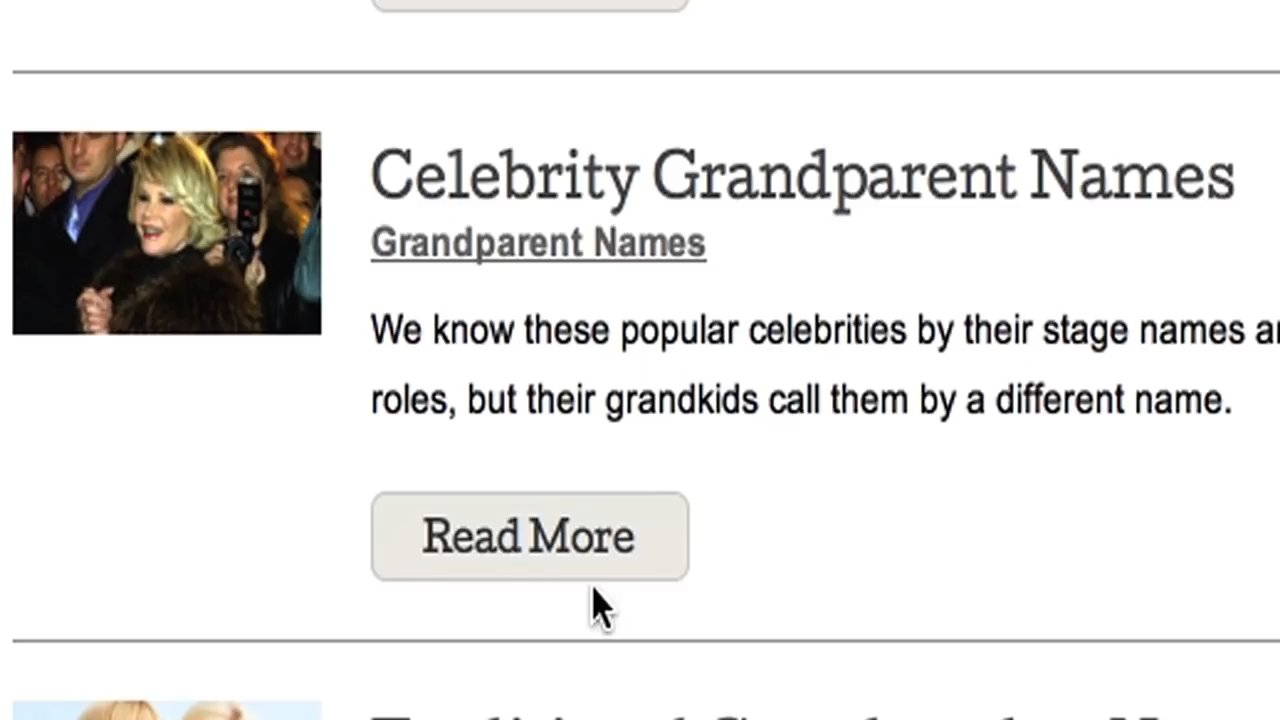 Celebrity Grandparent Names
Grandparent Names
We know these popular celebrities by their stage names
roles, but their grandkids call them by a different name.
Read More